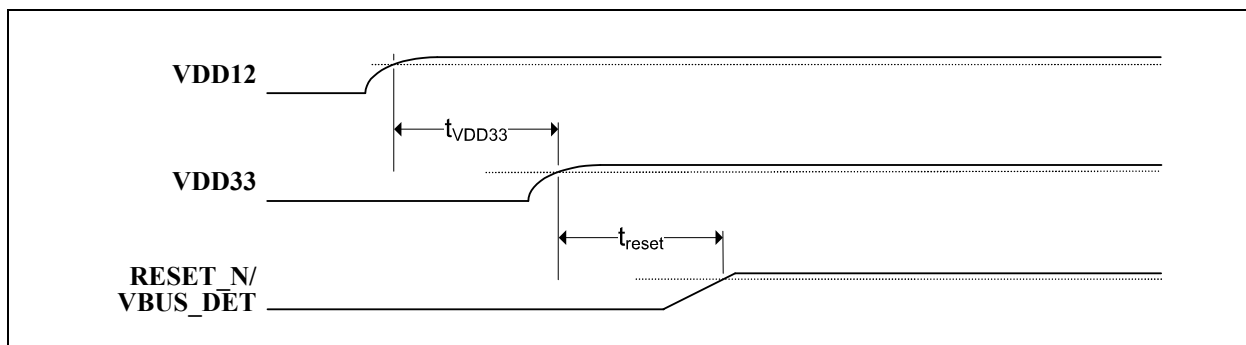 VDD12
tVDD33
VDD33
treset
RESET_N/
VBUS_DET